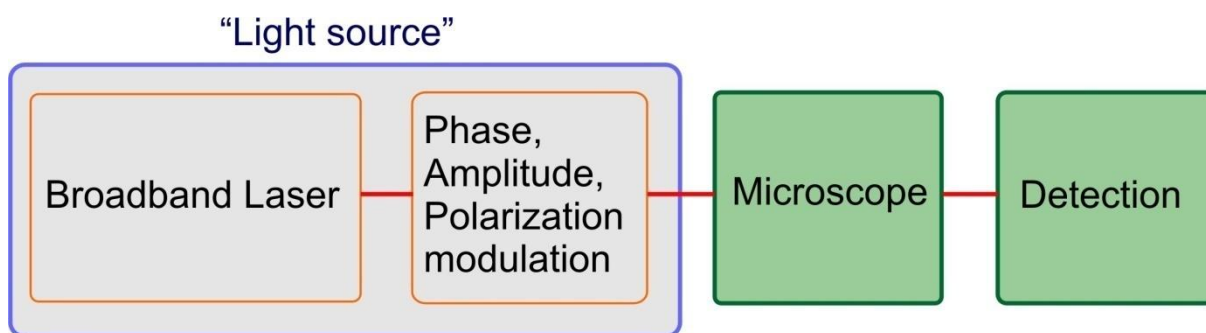 “Light source”
Broadband Laser
Phase,
Amplitude,
Polarization
modulation
Microscope
Detection